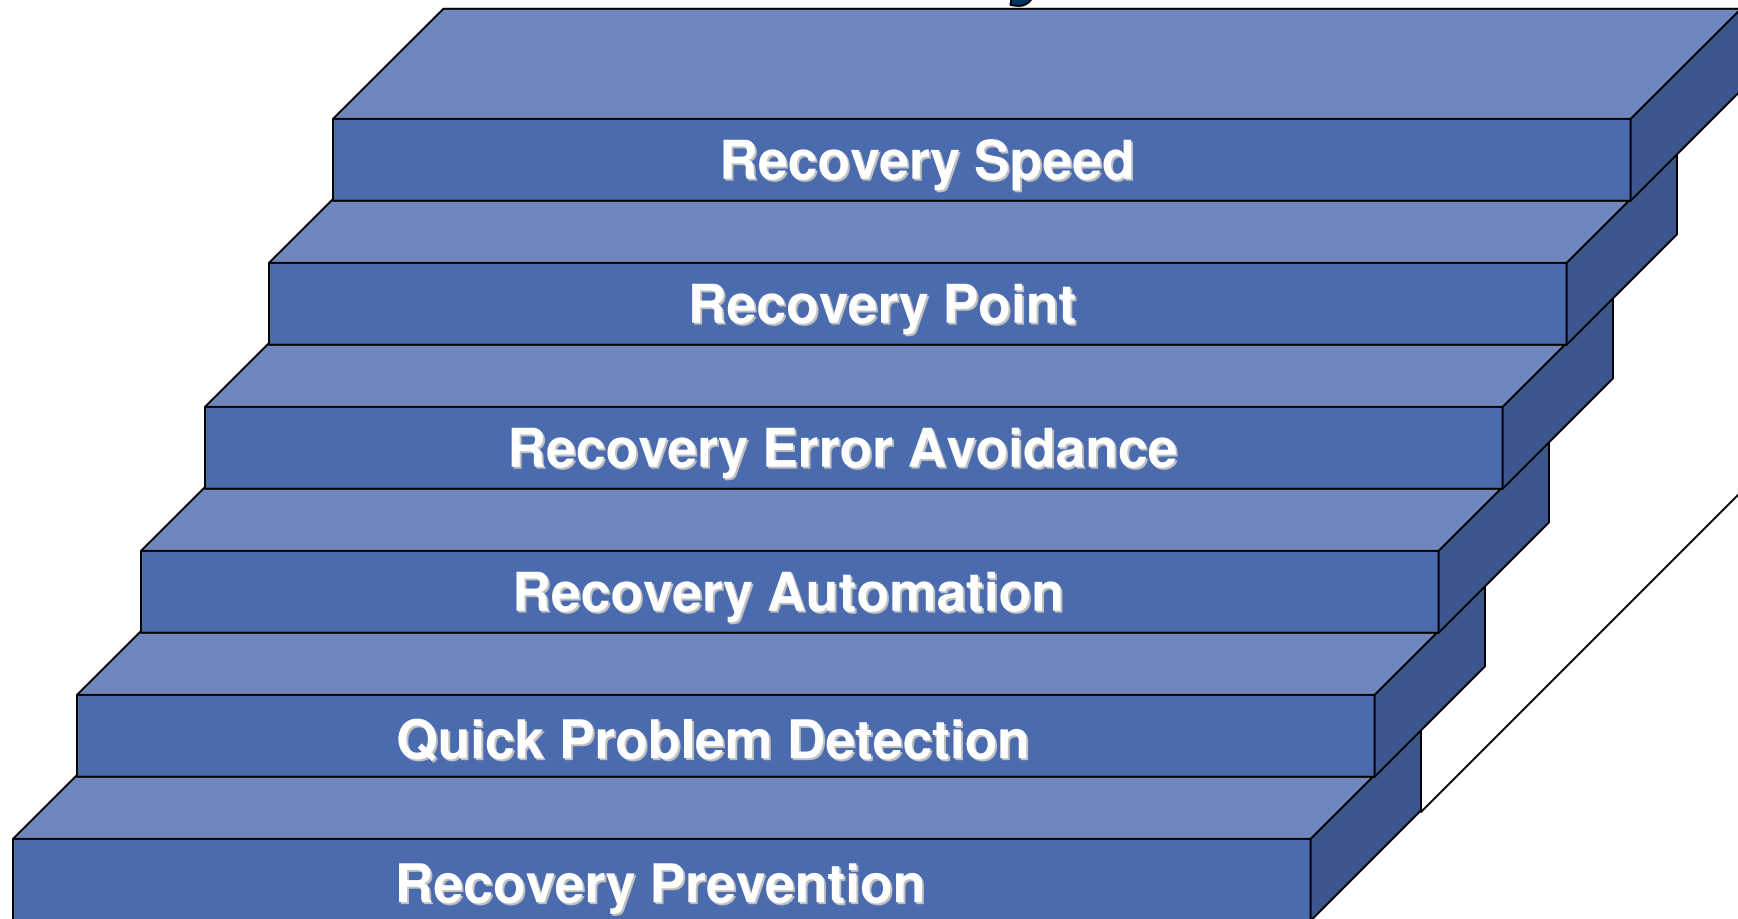 Recovery Speed
Recovery Point
Recovery Error Avoidance
Recovery Automation
Quick Problem Detection
Recovery Prevention